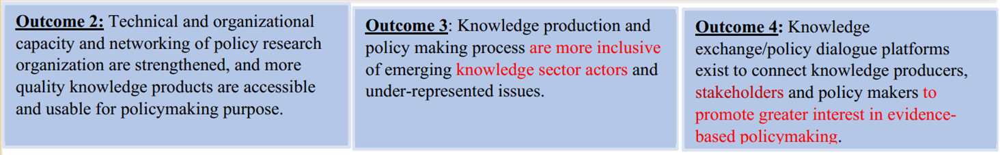 Outcome 2: Technical and organizational
capacity and networking of policy research
organization are strengthened, and more
quality knowledge products are accessible
and usable for policymaking purpose.
Outcome 3: Knowledge production and
policy making process are more inclusive
of emerging knowledge sector actors and
under-represented issues.
Outcome 4: Knowledge
exchange/policy dialogue platforms
exist to connect knowledge producers,
stakeholders and policy makers to
promote greater interest in evidence-
based policymaking.